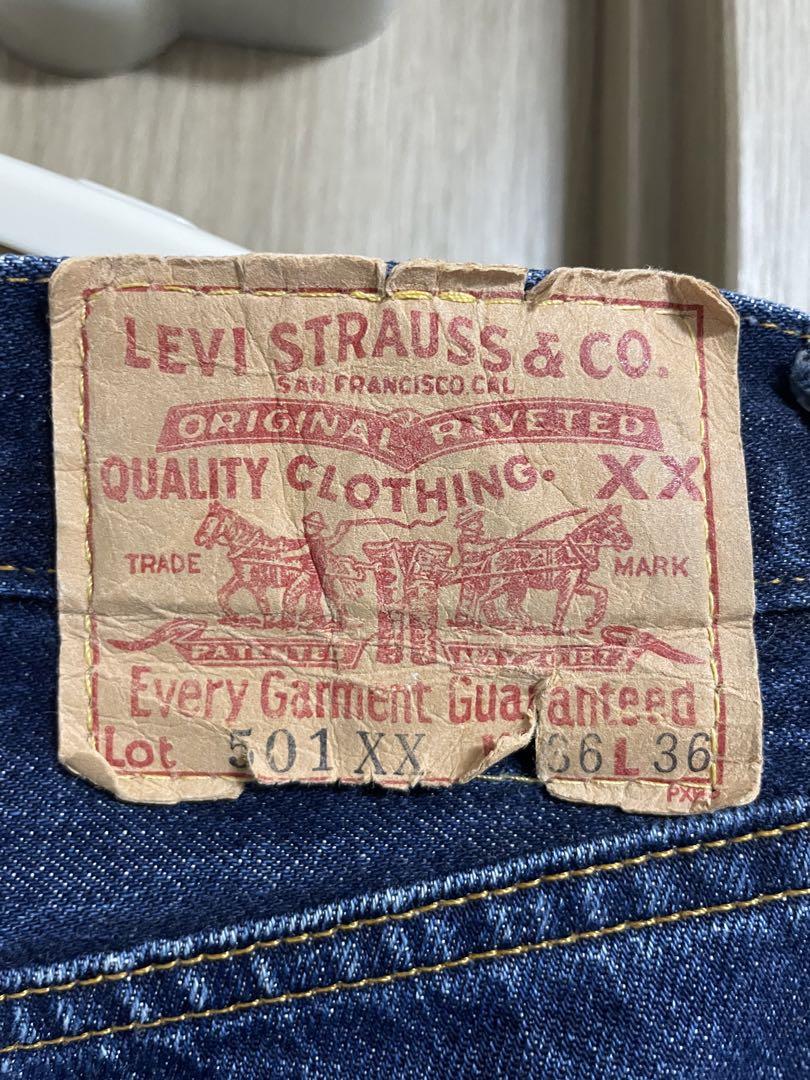 LEVI STRAUSS & CO.
SAN FRANCISCO, CAL.
ORIGINAL RIVETED
QUALITY CLOTHING. XX
TRADE MARK
PATENTED
Every Garment Guaranteed
Lot 501 XX 36 L 36